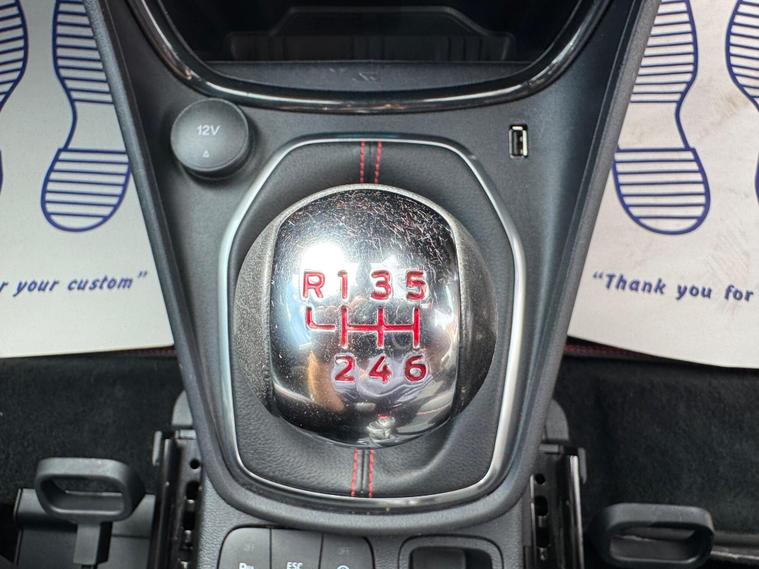 12V
R 1 3 5
2 4 6
r your custom”
“Thank you for
ESC